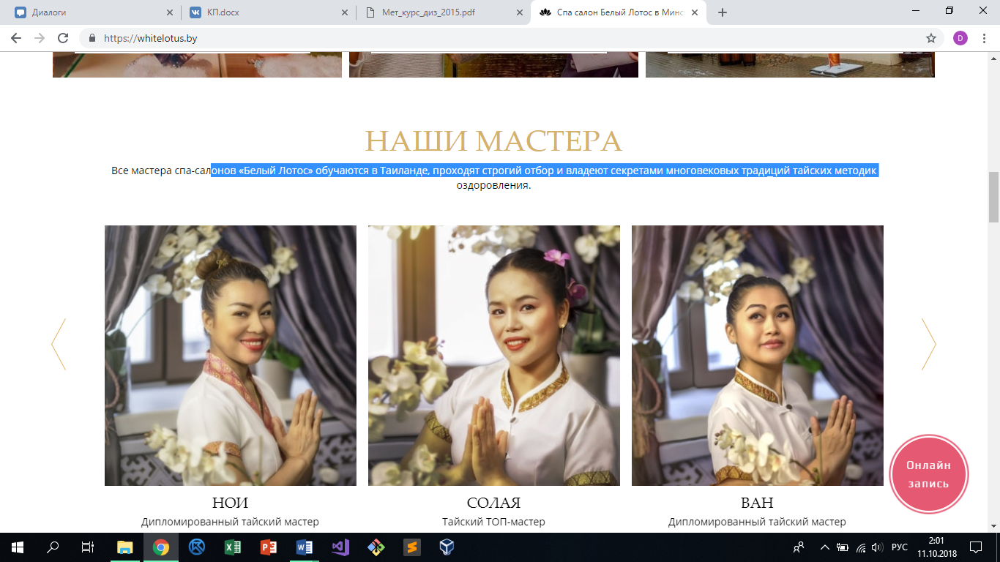 Диалоги
КП.docx
Мет_курс_диз_2015.pdf
Спа салон Белый Лотос в Минс
https://whitelotus.by
D
НАШИ МАСТЕРА
Все мастера спа-салонов «Белый Лотос» обучаются в Таиланде, проходят строгий отбор и владеют секретами многовековых традиций тайских методик
оздоровления.
Онлайн
запись
НОИ
СОЛАЯ
ВАН
Дипломированный тайский мастер
Тайский ТОП-мастер
Дипломированный тайский мастер
РУС
2:01
11.10.2018